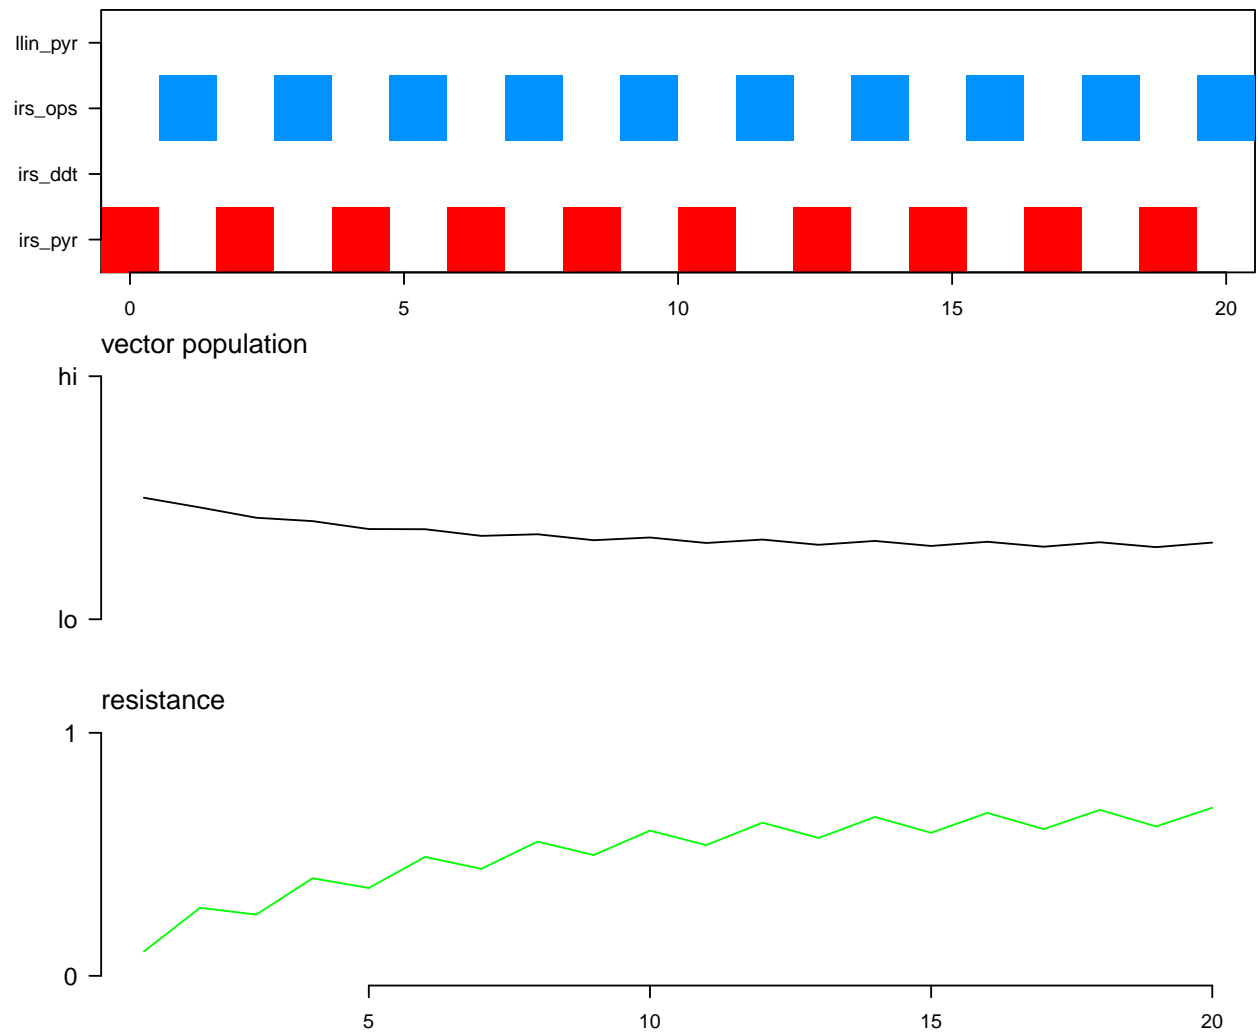 llin_pyr
irs_ops
irs_ddt
irs_pyr
0 5 10 15 20
vector population
hi
lo
resistance
1
0
5 10 15 20